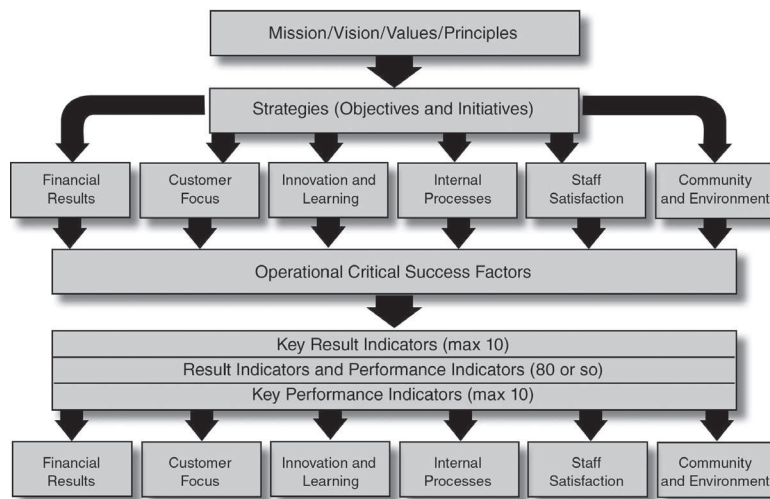 Mission/Vision/Values/Principles
Strategies (Objectives and Initiatives)
Financial
Results
Customer
Focus
Innovation and
Learning
Internal
Processes
Staff
Satisfaction
Community
and Environment
Operational Critical Success Factors
Key Result Indicators (max 10)
Result Indicators and Performance Indicators (80 or so)
Key Performance Indicators (max 10)
Financial
Results
Customer
Focus
Innovation and
Learning
Internal
Processes
Staff
Satisfaction
Community
and Environment